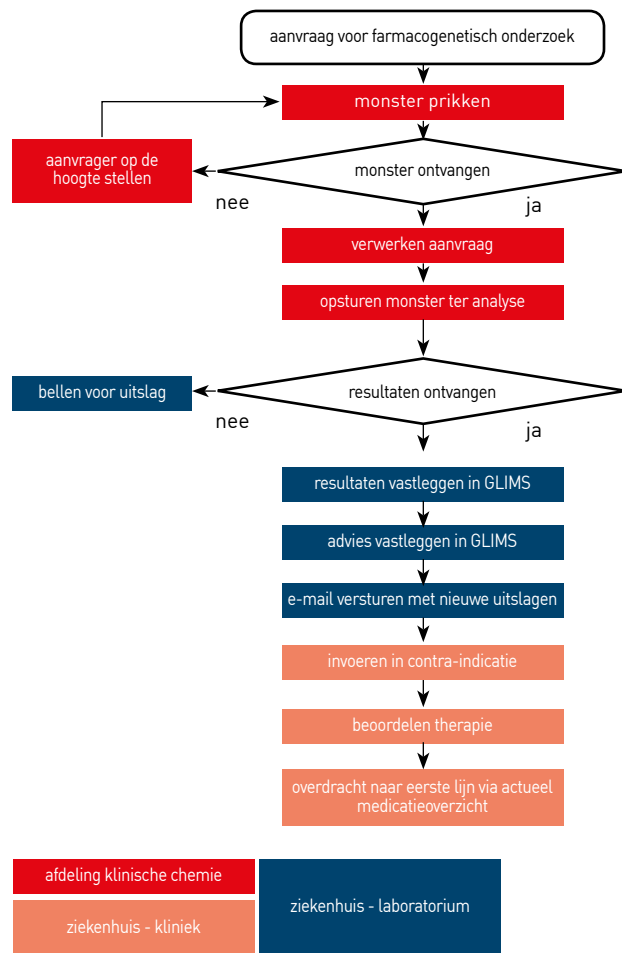 aanvraag voor farmacogenetisch onderzoek
monster prikken
aanvrager op de
hoogte stellen
monster ontvangen
nee
ja
verwerken aanvraag
opsturen monster ter analyse
bellen voor uitslag
resultaten ontvangen
nee
ja
resultaten vastleggen in GLIMS
advies vastleggen in GLIMS
e-mail versturen met nieuwe uitslagen
invoeren in contra-indicatie
beoordelen therapie
overdracht naar eerste lijn via actueel
medicatieoverzicht
afdeling klinische chemie
ziekenhuis - laboratorium
ziekenhuis - kliniek